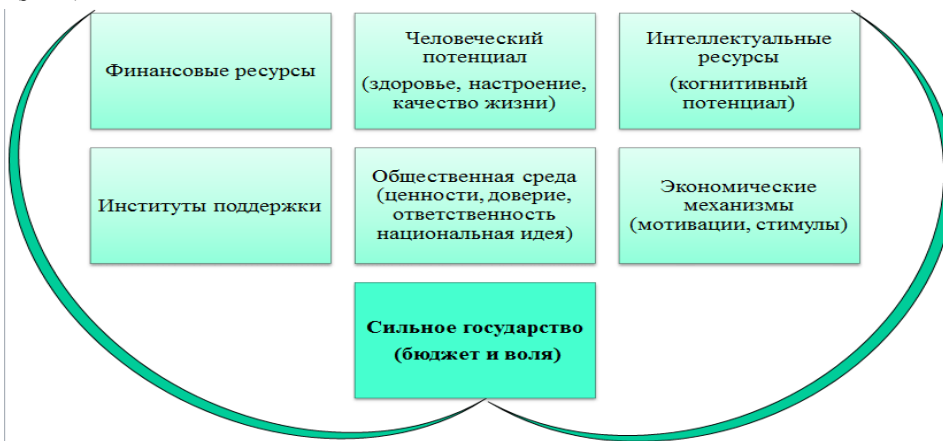 Финансовые ресурсы
Человеческий
потенциал
(здоровье, настроение,
качество жизни)
Интеллектуальные
ресурсы
(когнитивный
потенциал)
Институты поддержки
Общественная среда
(ценности, доверие,
ответственность
национальная идея)
Экономические
механизмы
(мотивации, стимулы)
Сильное государство
(бюджет и воля)